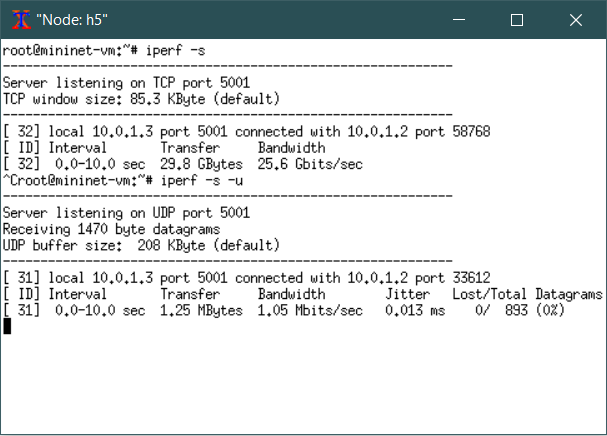 "Node: h5"
root@mininet-vm:~# iperf -s
------------------------------------------------------------
Server listening on TCP port 5001
TCP window size: 85.3 KByte (default)
------------------------------------------------------------
[ 32] local 10.0.1.3 port 5001 connected with 10.0.1.2 port 58768
[ ID] Interval       Transfer     Bandwidth
[ 32]  0.0-10.0 sec  29.8 GBytes  25.6 Gbits/sec
^Croot@mininet-vm:~# iperf -s -u
------------------------------------------------------------
Server listening on UDP port 5001
Receiving 1470 byte datagrams
UDP buffer size:  208 KByte (default)
------------------------------------------------------------
[ 31] local 10.0.1.3 port 5001 connected with 10.0.1.2 port 33612
[ ID] Interval       Transfer     Bandwidth        Jitter   Lost/Total Datagrams
[ 31]  0.0-10.0 sec  1.25 MBytes  1.05 Mbits/sec   0.013 ms    0/  893 (0%)